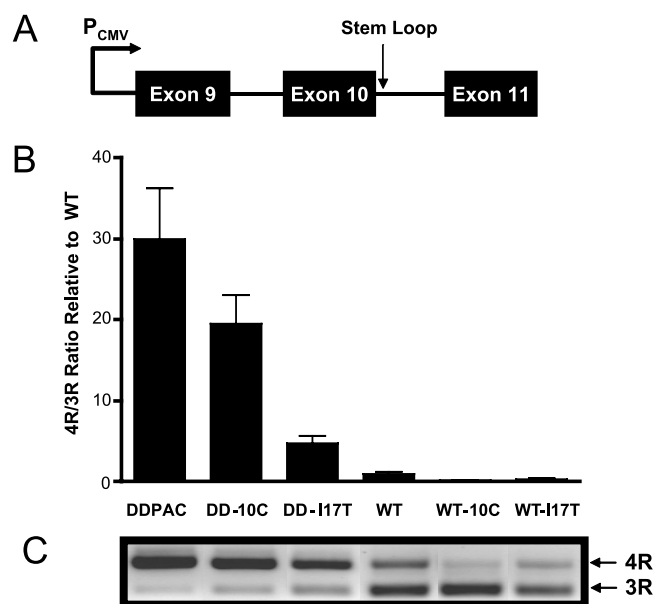 A
P CMV
Stem Loop
Exon 9
Exon 10
Exon 11
B
4R/3R Ratio Relative to WT
40
30
20
10
0
DDPAC
DD-10C
DD-I17T
WT
WT-10C
WT-I17T
C
4R
3R